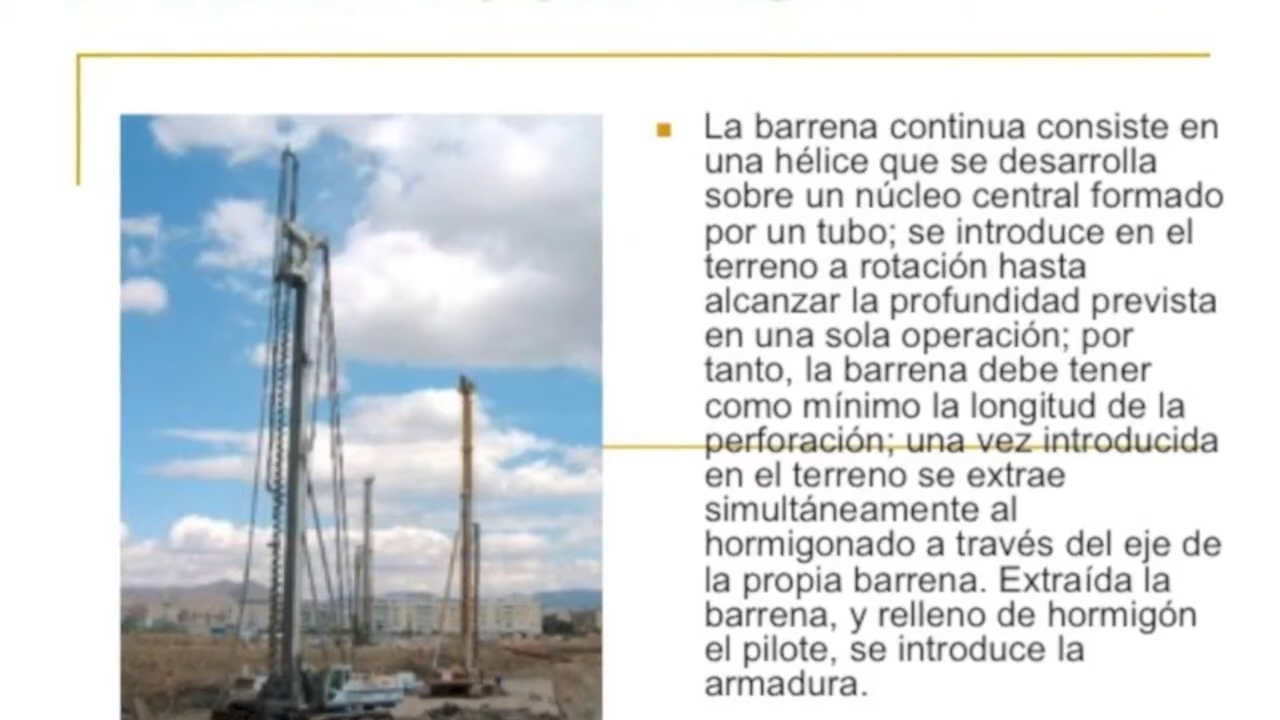 La barrena continua consiste en
una hélice que se desarrolla
sobre un núcleo central formado
por un tubo; se introduce en el
terreno a rotación hasta
alcanzar la profundidad prevista
en una sola operación; por
tanto, la barrena debe tener
como mínimo la longitud de la
perforación; una vez introducida
en el terreno se extrae
simultáneamente al
hormigonado a través del eje de
la propia barrena. Extraída la
barrena, y relleno de hormigón
el pilote, se introduce la
armadura.